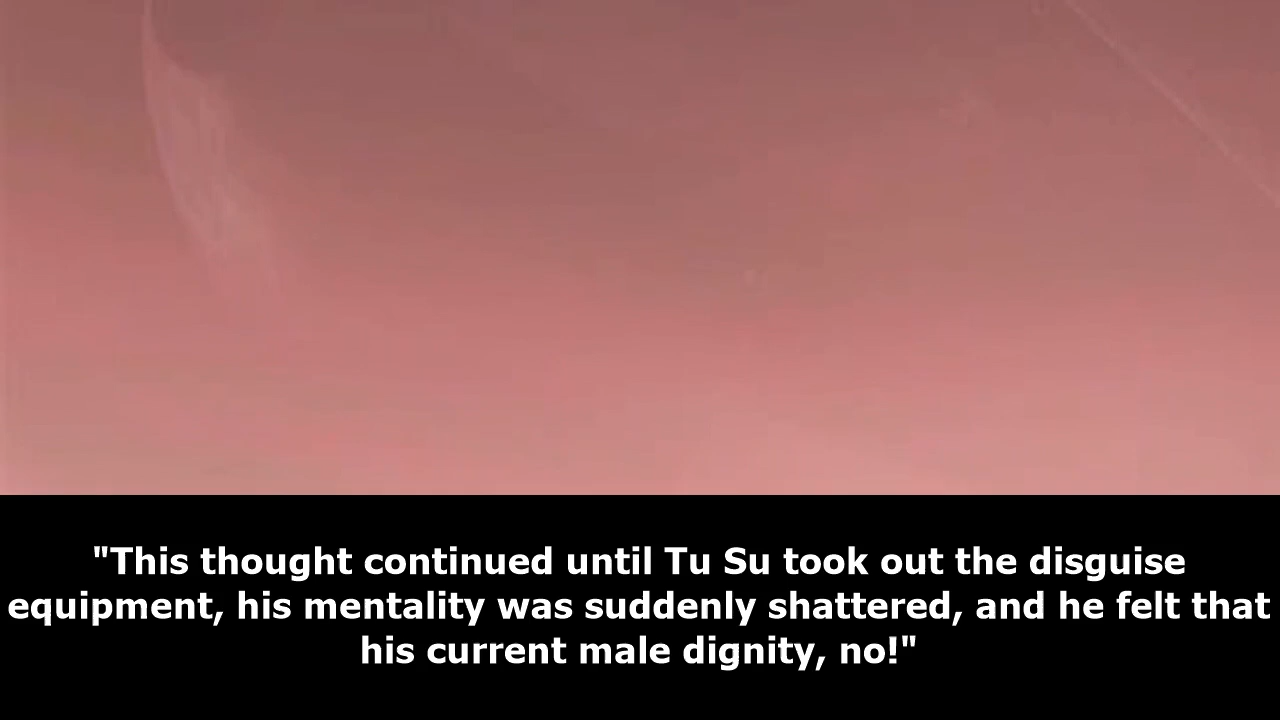 "This thought continued until Tu Su took out the disguise
equipment, his mentality was suddenly shattered, and he felt that
his current male dignity, no!"